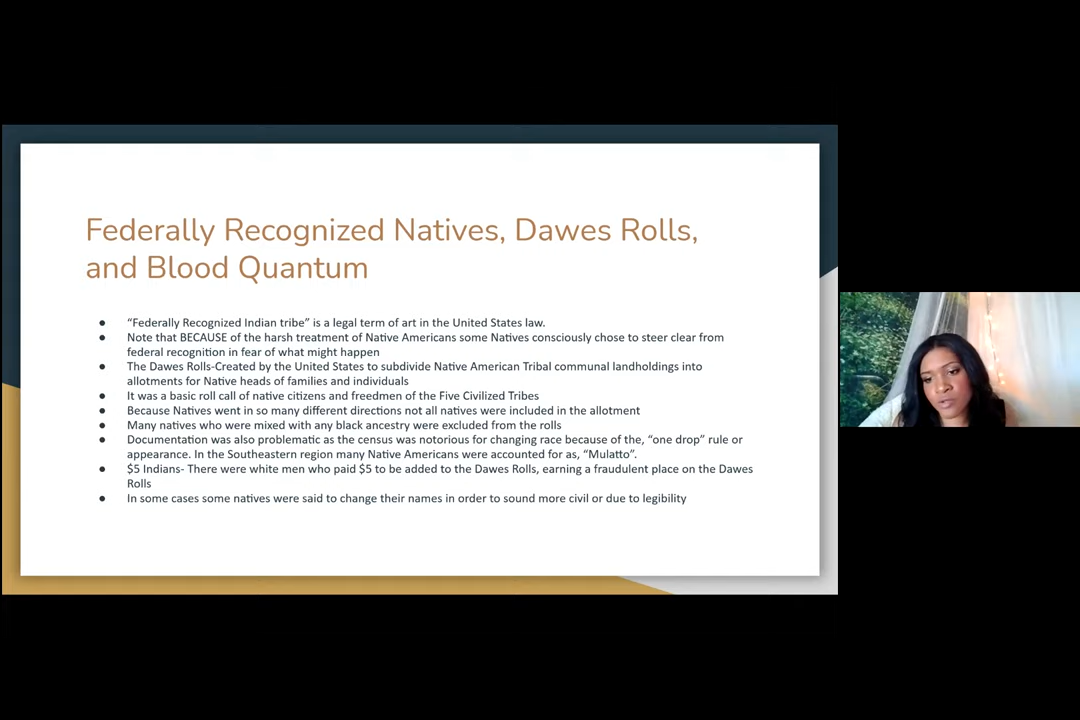 Federally Recognized Natives, Dawes Rolls,
and Blood Quantum
● “Federally Recognized Indian tribe” is a legal term of art in the United States law.
● Note that BECAUSE of the harsh treatment of Native Americans some Natives consciously chose to steer clear from
federal recognition in fear of what might happen
● The Dawes Rolls-Created by the United States to subdivide Native American Tribal communal landholdings into
allotments for Native heads of families and individuals
● It was a basic roll call of native citizens and freedmen of the Five Civilized Tribes
● Because Natives went in so many different directions not all natives were included in the allotment
● Many natives who were mixed with any black ancestry were excluded from the rolls
● Documentation was also problematic as the census was notorious for changing race because of the, “one drop” rule or
appearance. In the Southeastern region many Native Americans were accounted for as, “Mulatto”.
● $5 Indians- There were white men who paid $5 to be added to the Dawes Rolls, earning a fraudulent place on the Dawes
Rolls
● In some cases some natives were said to change their names in order to sound more civil or due to legibility